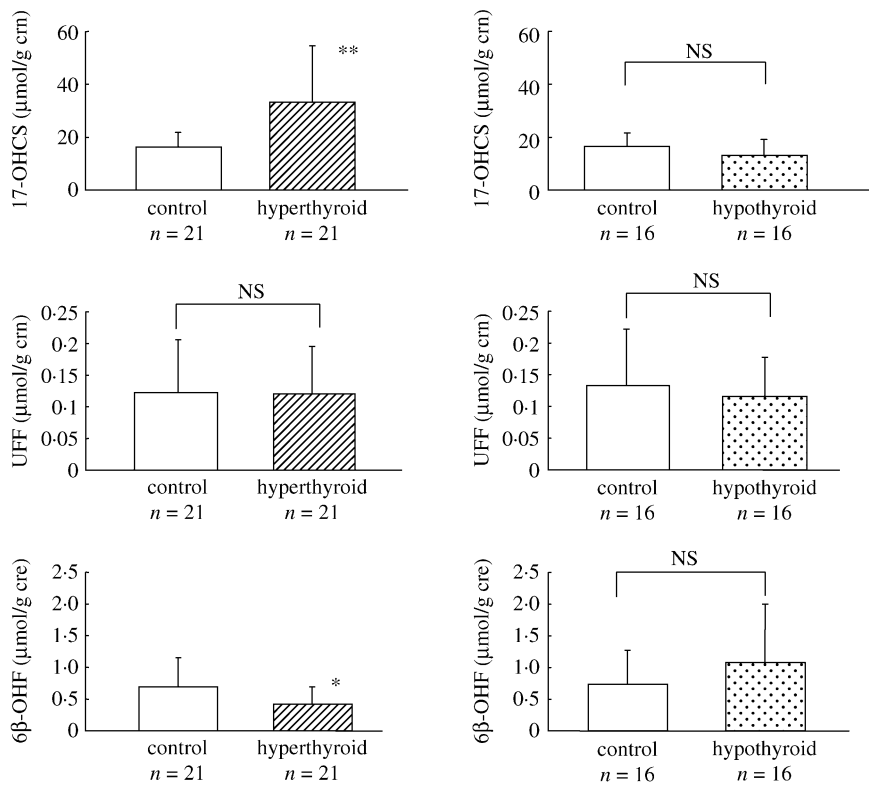 17-OHCS (μmol/g crn)
60
40
20
0
**
control
hyperthyroid
n = 21
n = 21
17-OHCS (μmol/g crn)
60
40
20
0
NS
control
hypothyroid
n = 16
n = 16
UFF (μmol/g crn)
0·25
0·2
0·15
0·1
0·05
0
NS
control
hyperthyroid
n = 21
n = 21
UFF (μmol/g crn)
0·25
0·2
0·15
0·1
0·05
0
NS
control
hypothyroid
n = 16
n = 16
6β-OHF (μmol/g cre)
2·5
2·0
1·5
1·0
0·5
0
*
control
hyperthyroid
n = 21
n = 21
6β-OHF (μmol/g cre)
2·5
2·0
1·5
1·0
0·5
0
NS
control
hypothyroid
n = 16
n = 16